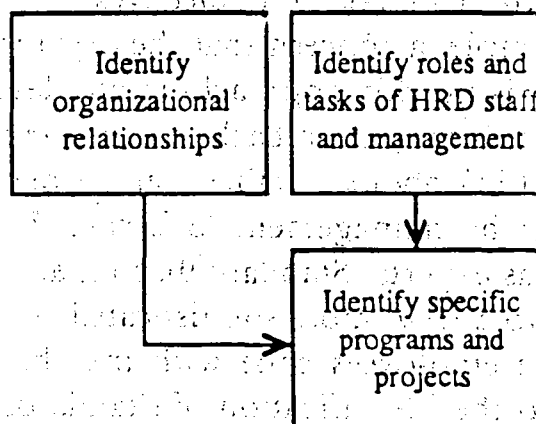 Identify
organizational
relationships
Identify roles and
tasks of HRD staff
and management
Identify specific
programs and
projects